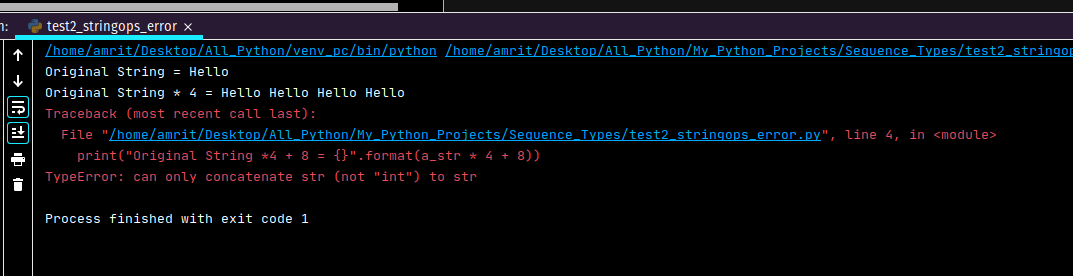 n: test2_stringops_error ×
/home/amrit/Desktop/All_Python/venv_pc/bin/python /home/amrit/Desktop/All_Python/My_Python_Projects/Sequence_Types/test2_stringops
Original String = Hello
Original String * 4 = Hello Hello Hello Hello
Traceback (most recent call last):
  File "/home/amrit/Desktop/All_Python/My_Python_Projects/Sequence_Types/test2_stringops_error.py", line 4, in <module>
    print("Original String *4 + 8 = {}".format(a_str * 4 + 8))
TypeError: can only concatenate str (not "int") to str
Process finished with exit code 1